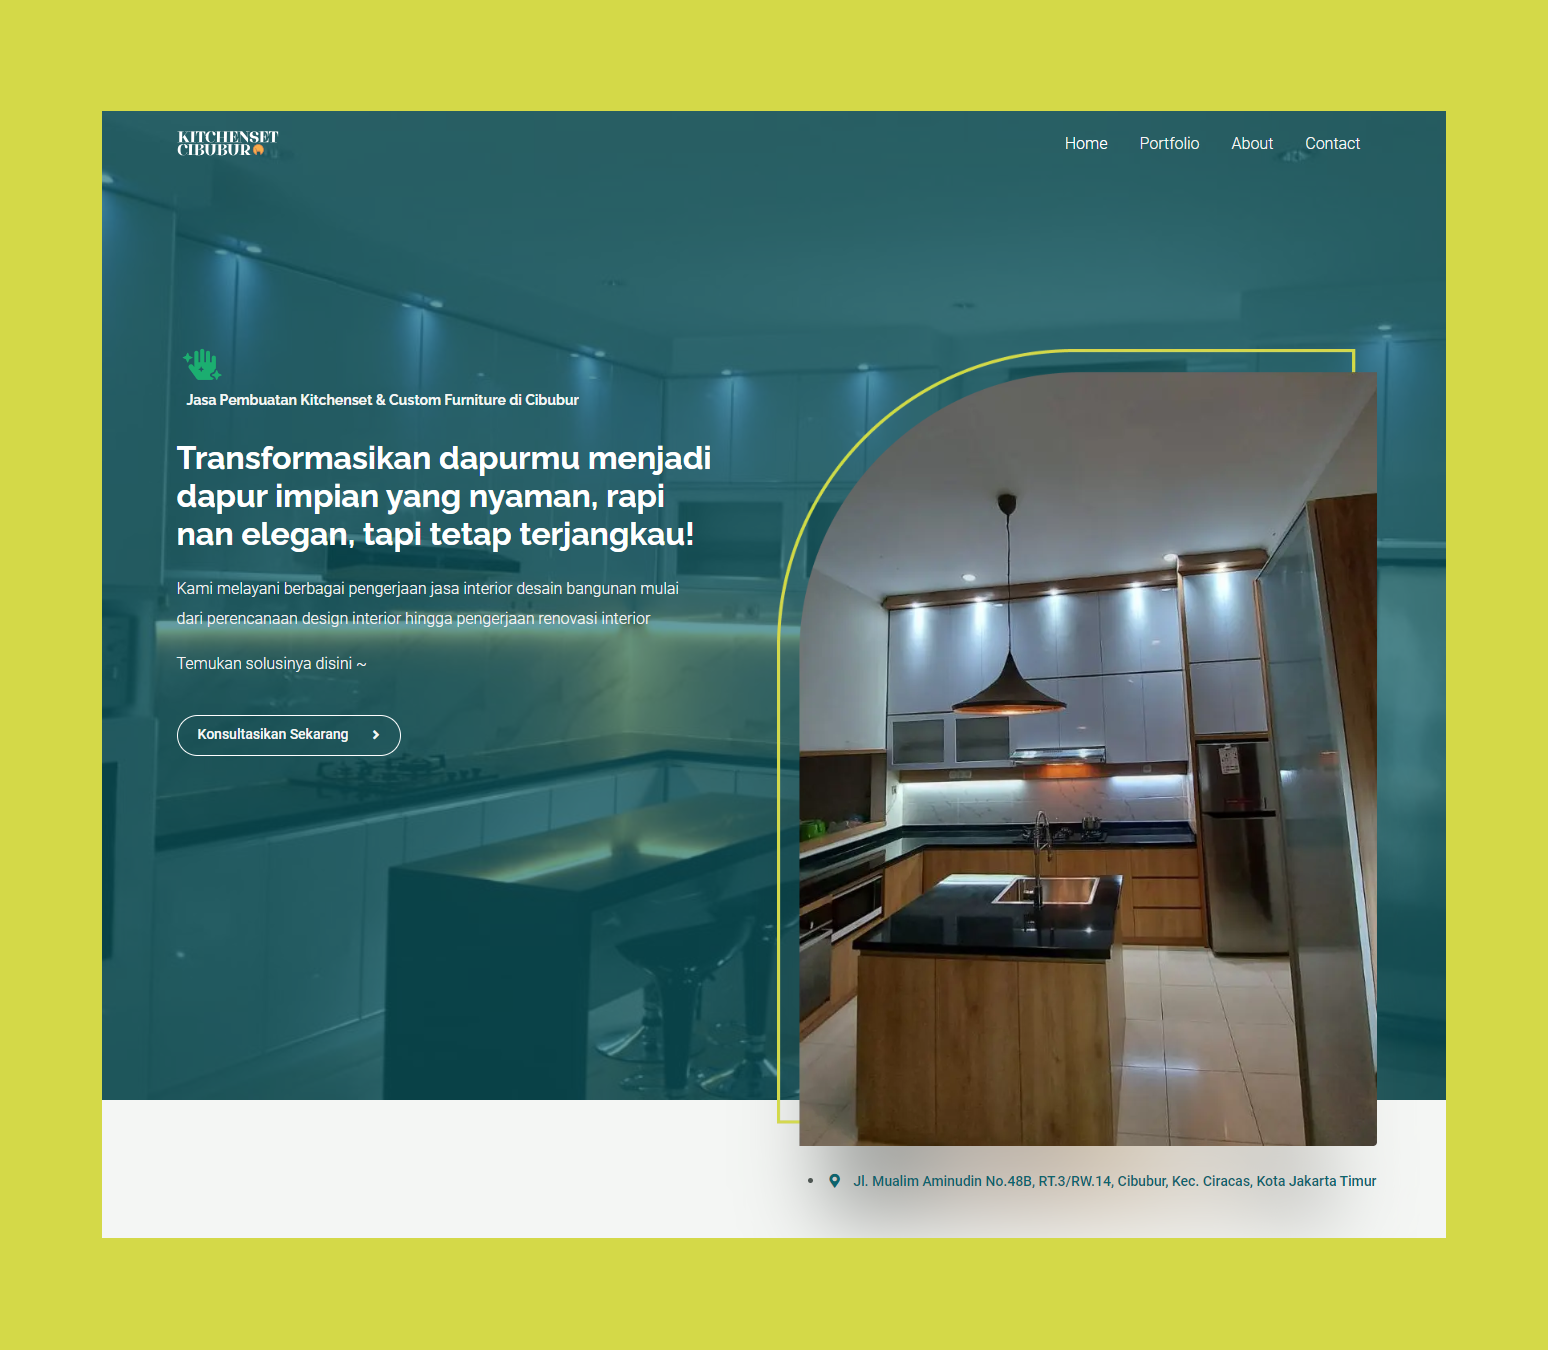 KITCHENSET
CIBUBUR
Home
Portfolio
About
Contact
Jasa Pembuatan Kitchenset & Custom Furniture di Cibubur
Transformasikan dapurmu menjadi
dapur impian yang nyaman, rapi
nan elegan, tapi tetap terjangkau!
Kami melayani berbagai pengerjaan jasa interior desain bangunan mulai
dari perencanaan design interior hingga pengerjaan renovasi interior
Temukan solusinya disini ~
Konsultasikan Sekarang
Jl. Mualim Aminudin No.48B, RT.3/RW.14, Cibubur, Kec. Ciracas, Kota Jakarta Timur